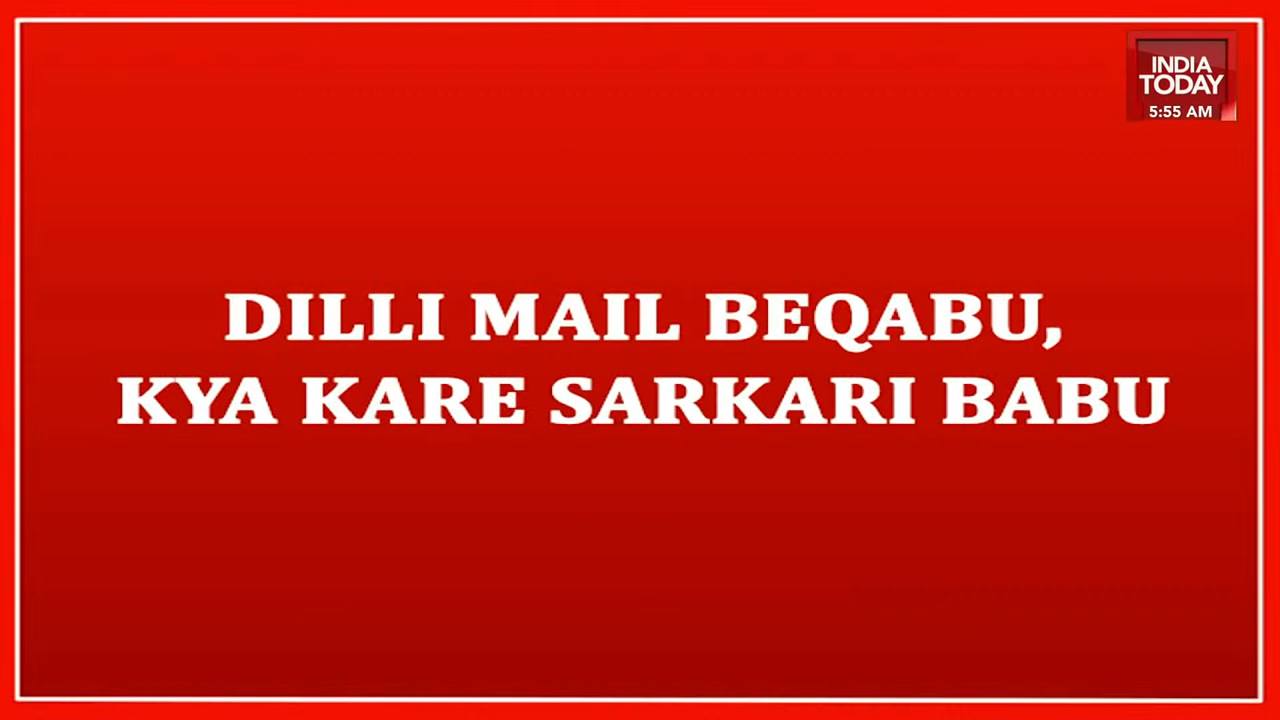 INDIA
TODAY
5:55 AM
DILLI MAIL BEQABU,
KYA KARE SARKARI BABU